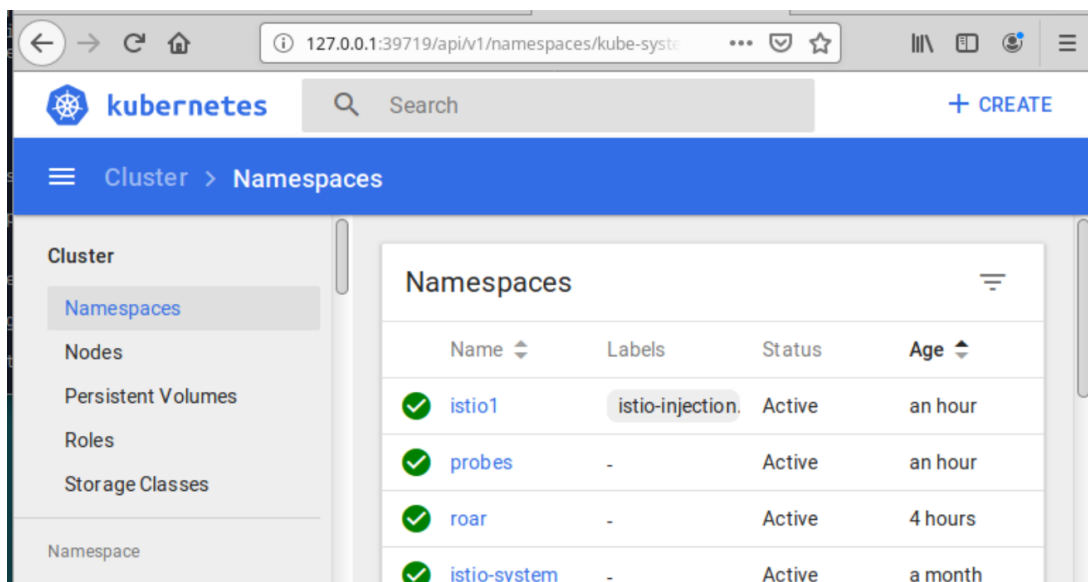 127.0.0.1:39719/api/v1/namespaces/kube-syste
kubernetes
Search
+ CREATE
Cluster > Namespaces
Cluster
Namespaces
Nodes
Persistent Volumes
Roles
Storage Classes
Namespace
Namespaces
Name Labels Status Age
istio1 istio-injection. Active an hour
probes - Active an hour
roar - Active 4 hours
istio-system - Active a month